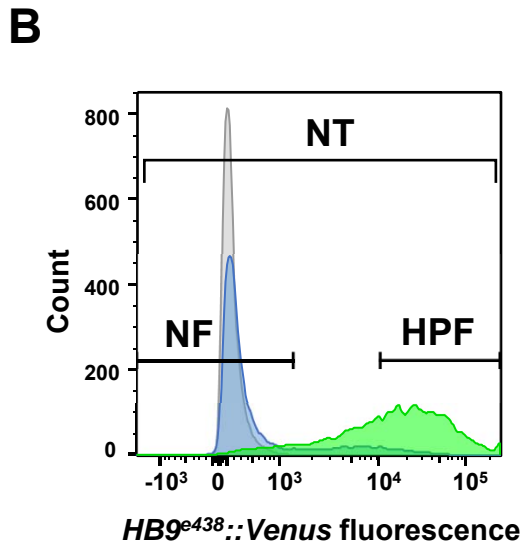 B
NT
800
600
400
200
0
Count
NF
HPF
-10³ 0 10³ 10⁴ 10⁵
HB9ᵉ⁴³⁸::Venus fluorescence